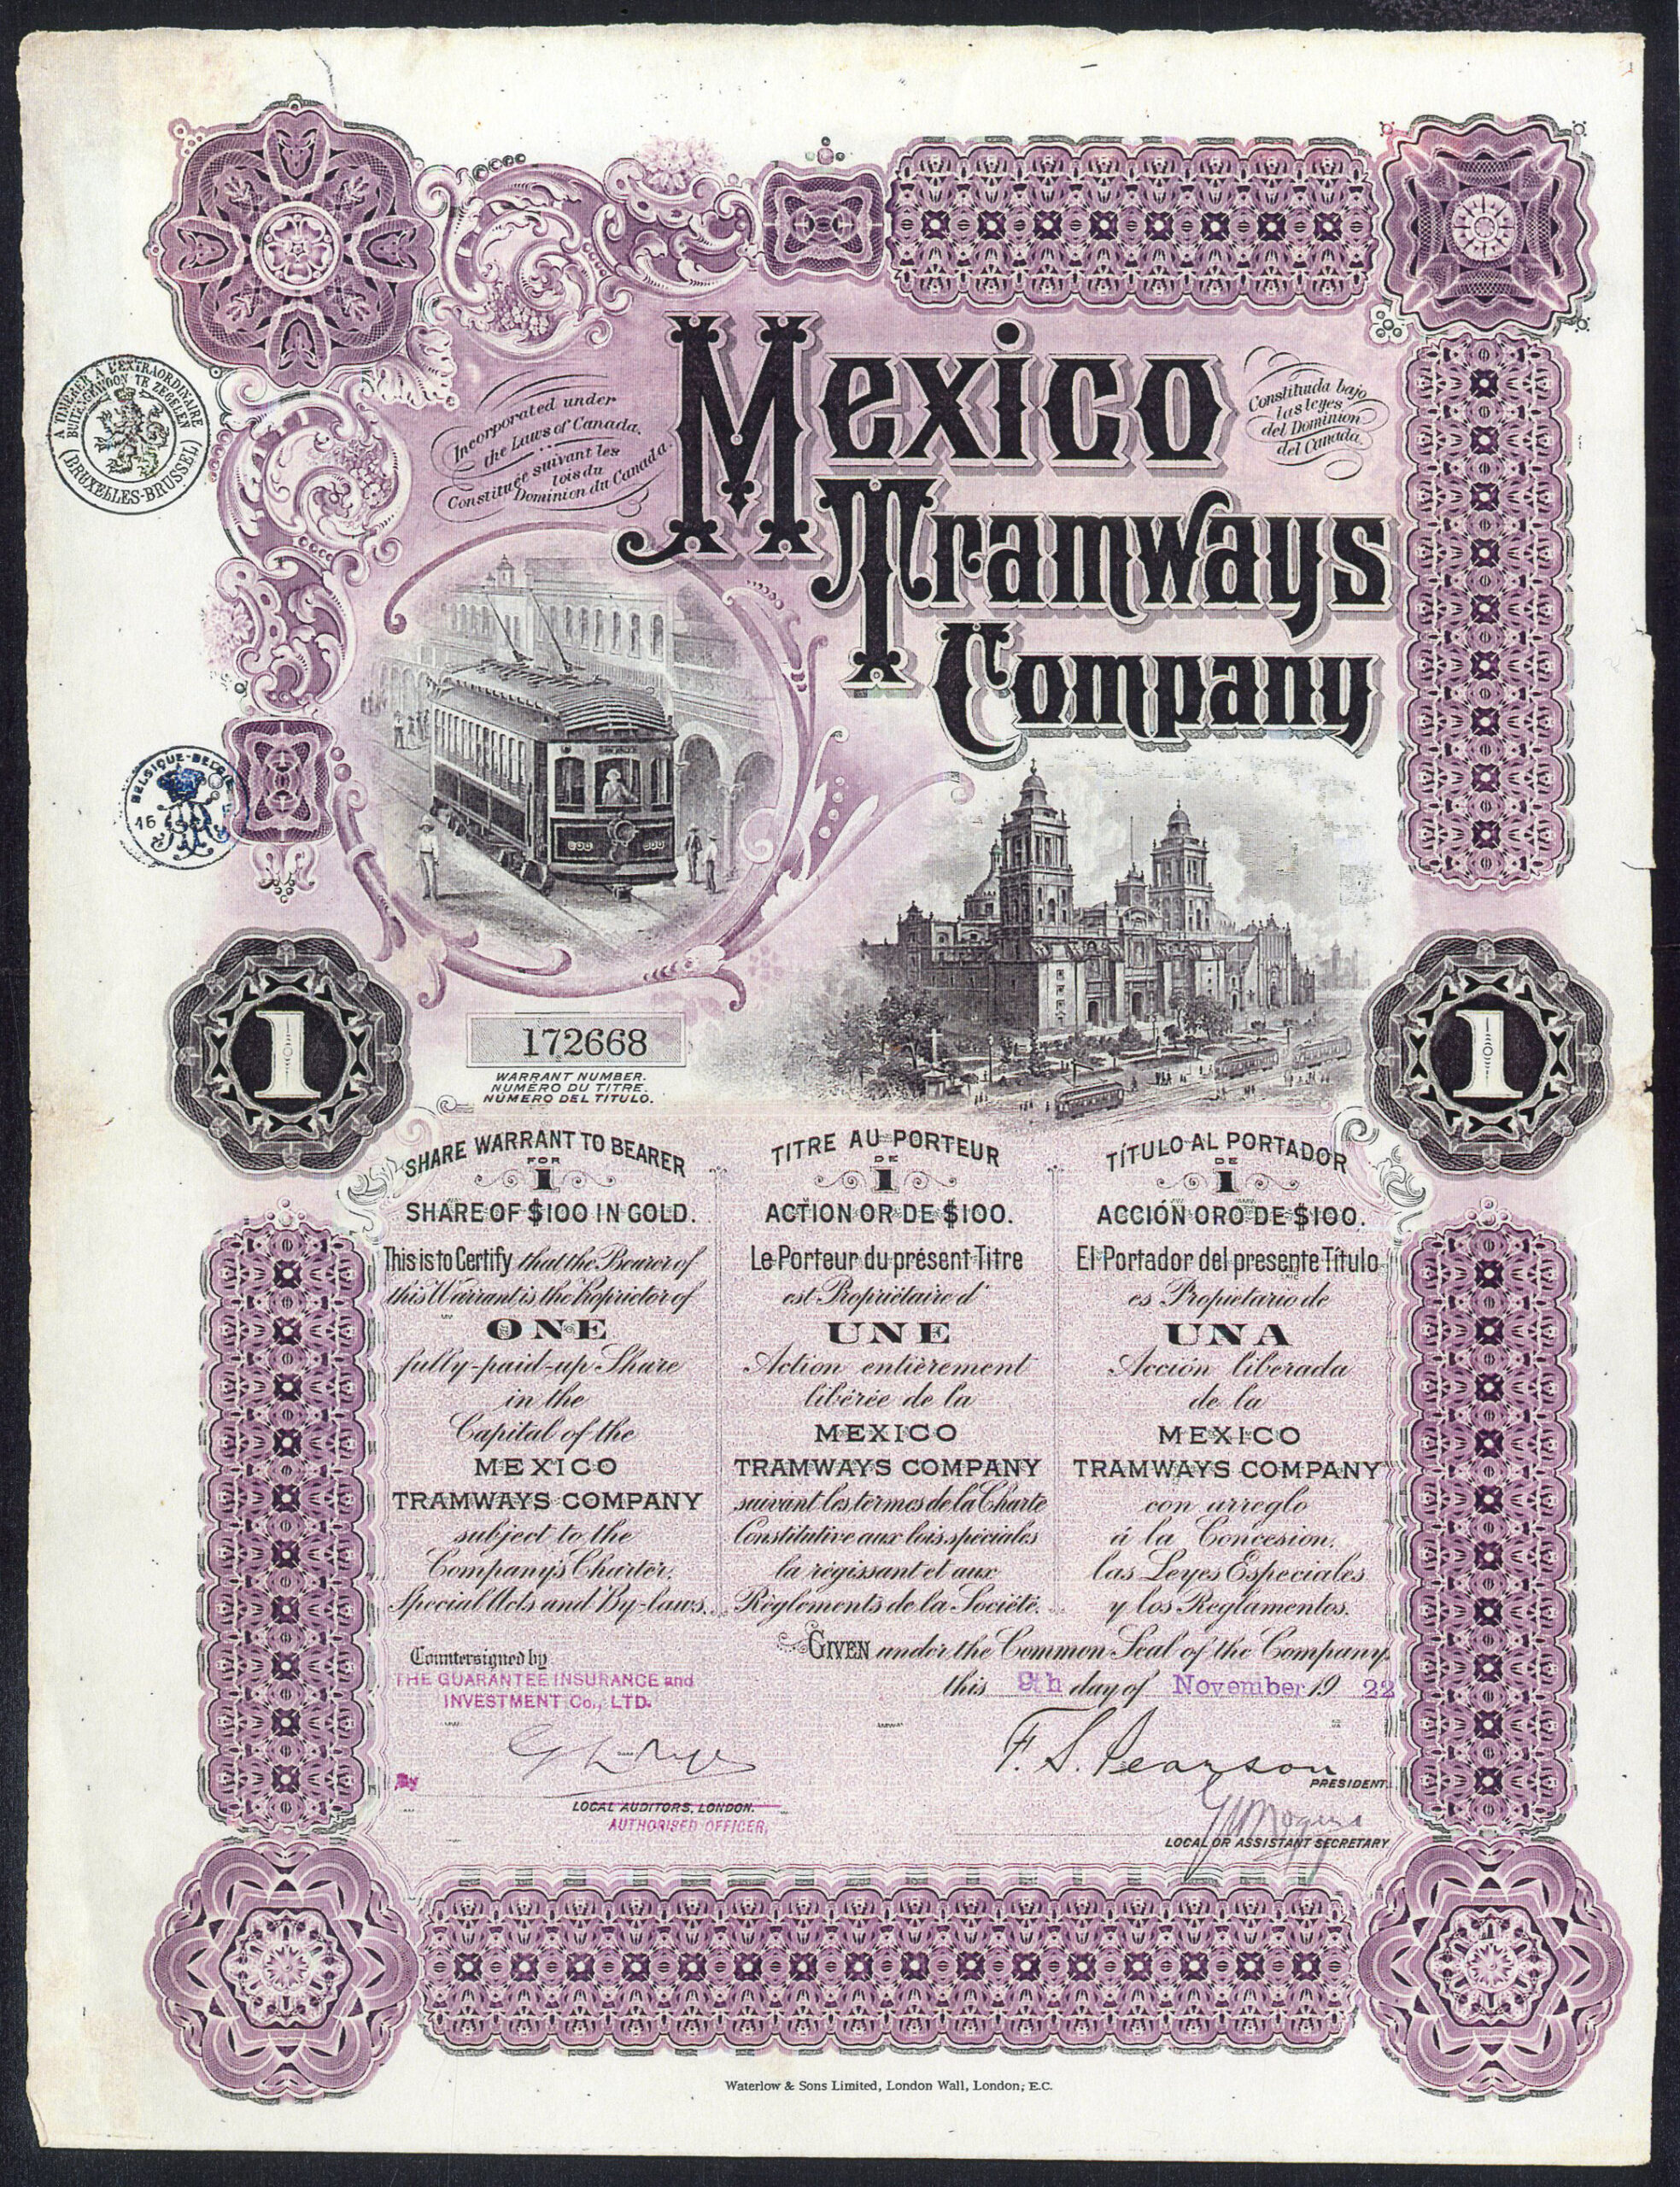 Mexico
Tramways
Company
Incorporated under
the Laws of Canada.
Constituée suivant les
lois du
Dominion du Canada.
Constituida bajo
las leyes
del Dominion
del Canada.
A TIMBRER A L'EXTRAORDINAIRE
BUITENGEWOON TE ZEGELEN
(BRUXELLES-BRUSSEL)
BELGIQUE-BELGIE
16
800 800
1
1
172668
WARRANT NUMBER.
NUMÉRO DU TITRE.
NÚMERO DEL TITULO.
SHARE WARRANT TO BEARER
FOR
1
SHARE OF $100 IN GOLD.
This is to Certify that the Bearer of
this Warrant is the Proprietor of
ONE
fully-paid-up Share
in the
Capital of the
MEXICO
TRAMWAYS COMPANY
subject to the
Company's Charter,
Special Acts and By-laws.
TITRE AU PORTEUR
DE
1
ACTION OR DE $100.
Le Porteur du présent Titre
est Propriétaire d'
UNE
Action entièrement
libérée de la
MEXICO
TRAMWAYS COMPANY
suivant les termes de la Charte
Constitutive aux lois spéciales
la régissant et aux
Règlements de la Société.
TÍTULO AL PORTADOR
DE
1
ACCIÓN ORO DE $100.
El Portador del presente Título
es Propietario de
UNA
Acción liberada
de la
MEXICO
TRAMWAYS COMPANY
con arreglo
á la Concesion,
las Leyes Especiales
y los Reglamentos.
GIVEN under the Common Seal of the Company
this 9th day of November 19 22
Countersigned by
THE GUARANTEE INSURANCE and
INVESTMENT Co., LTD.
By
LOCAL AUDITORS, LONDON.
AUTHORISED OFFICER,
F. S. Pearson
PRESIDENT.
Rogers
LOCAL OR ASSISTANT SECRETARY
Waterlow & Sons Limited, London Wall, London, E.C.